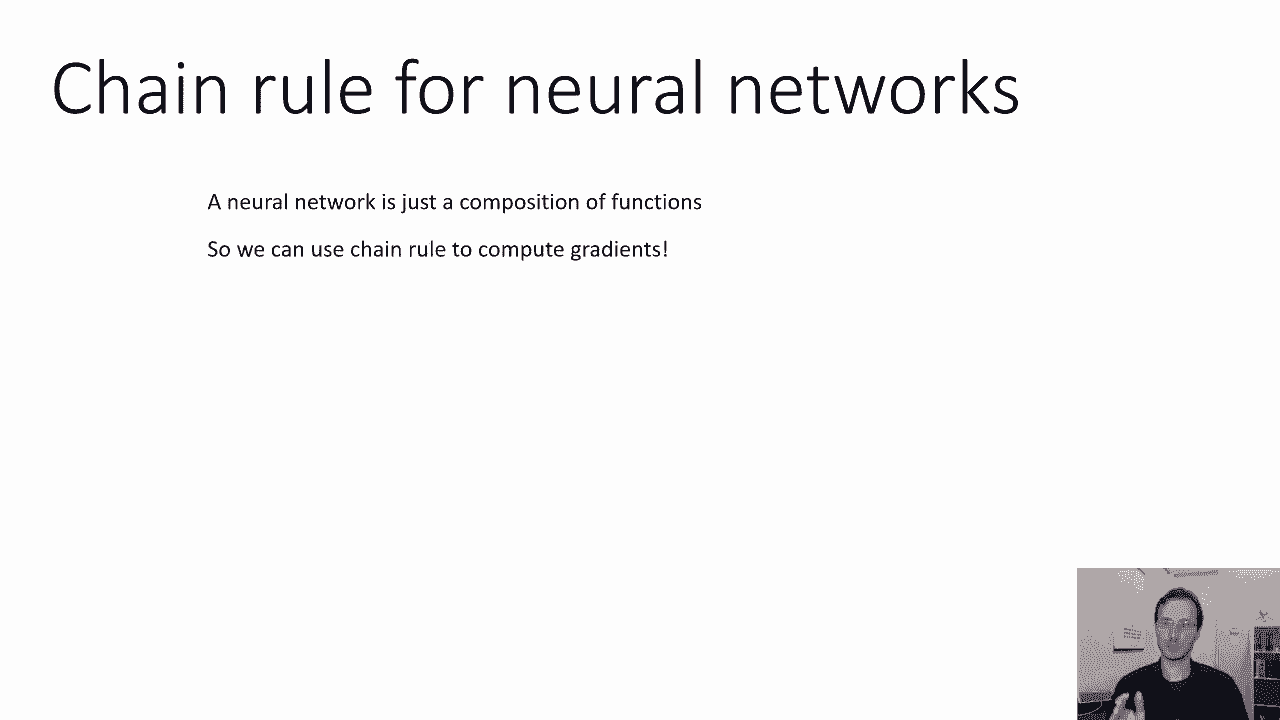 Chain rule for neural networks
A neural network is just a composition of functions
So we can use chain rule to compute gradients!